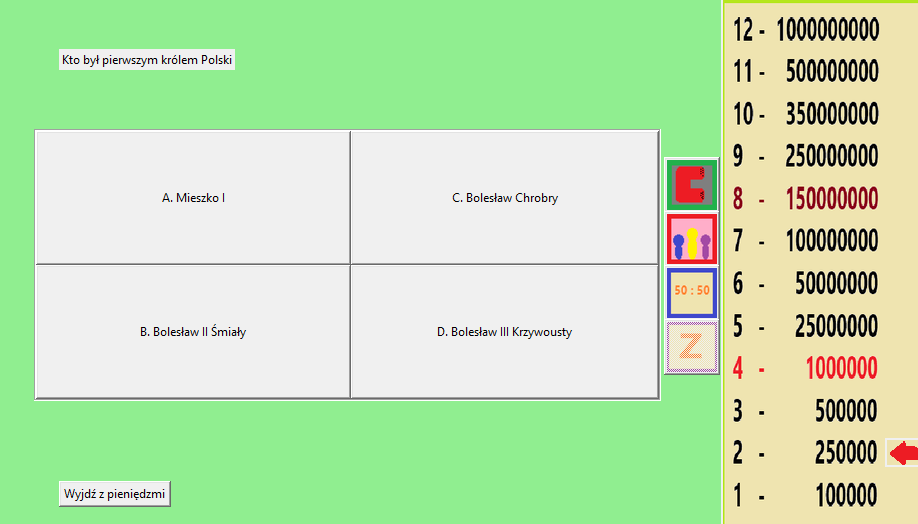 Kto był pierwszym królem Polski
A. Mieszko I
C. Bolesław Chrobry
B. Bolesław II Śmiały
D. Bolesław III Krzywousty
50 : 50
Z
Wyjdź z pieniędzmi
12 - 1000000000
11 - 500000000
10 - 350000000
9 - 250000000
8 - 150000000
7 - 100000000
6 - 50000000
5 - 25000000
4 - 1000000
3 - 500000
2 - 250000
1 - 100000